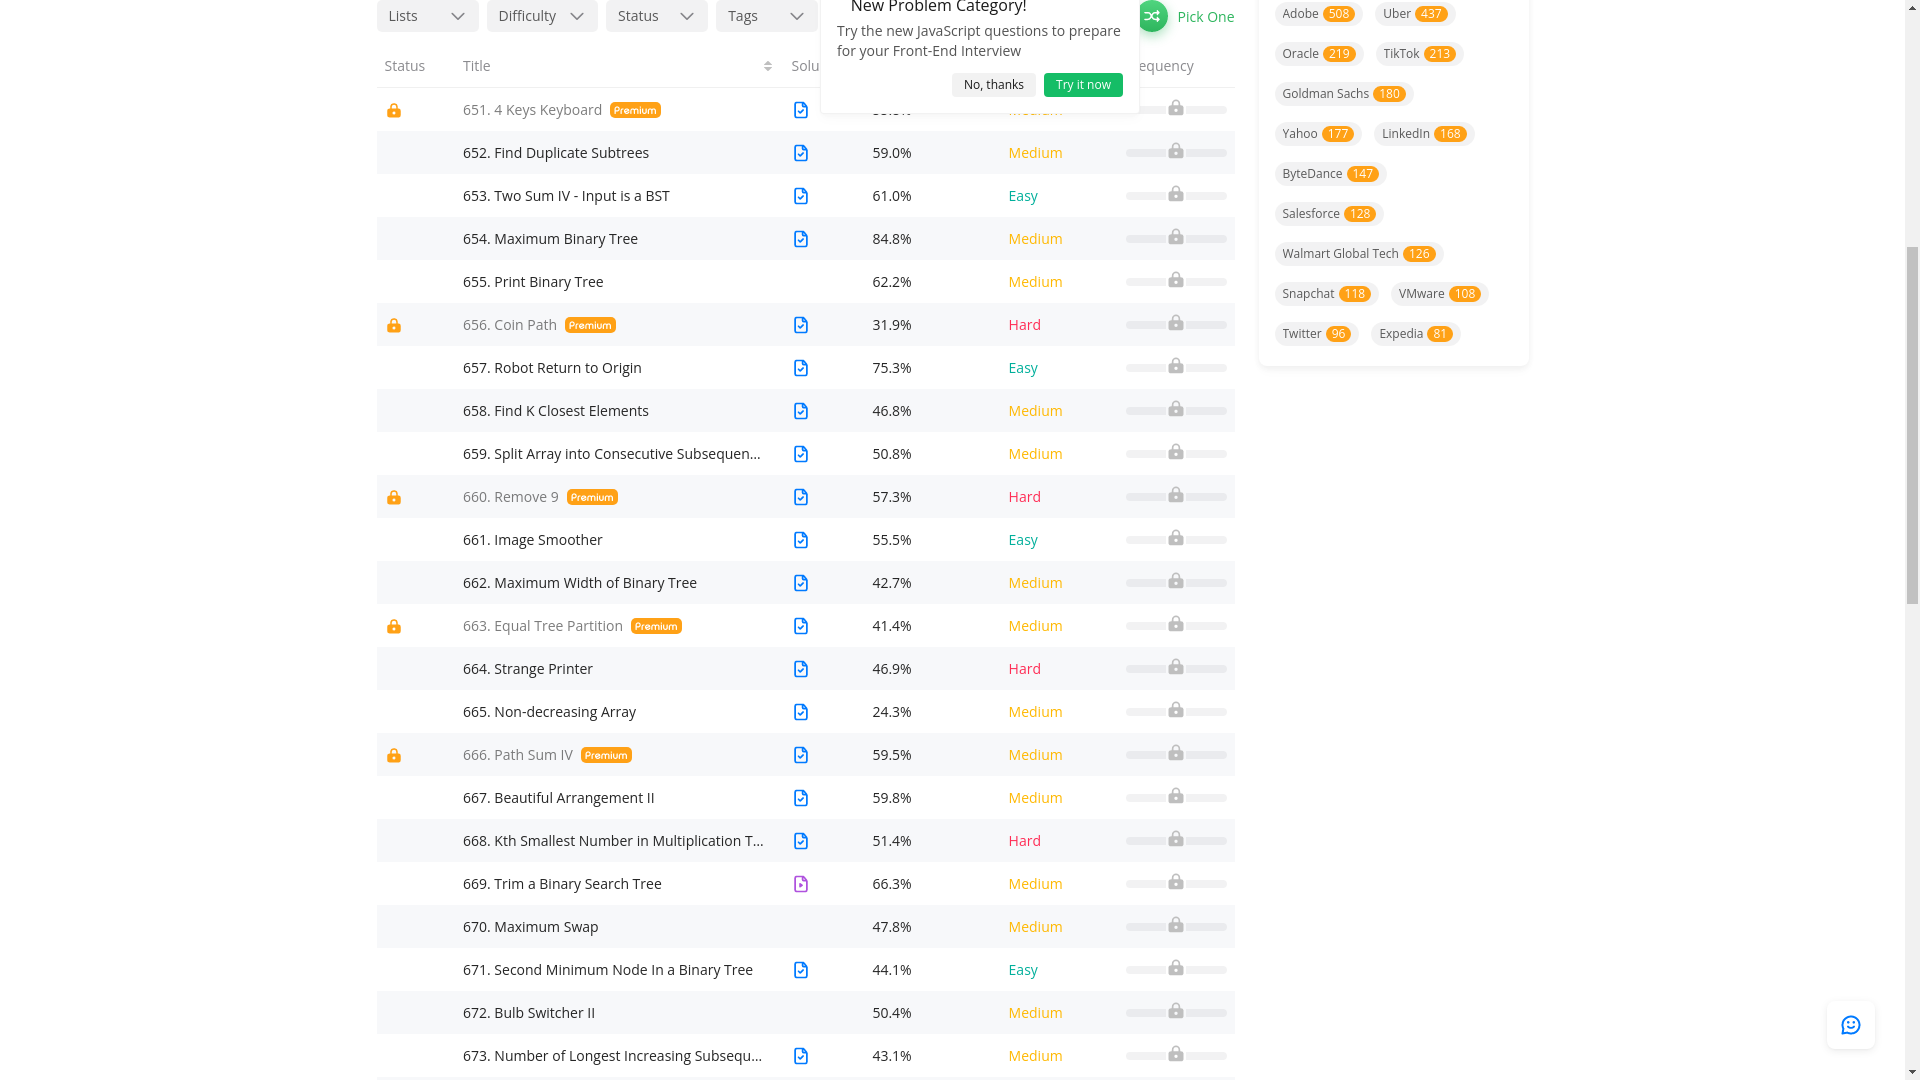 Lists
Difficulty
Status
Tags
New Problem Category!
Try the new JavaScript questions to prepare
for your Front-End Interview
No, thanks
Try it now
Pick One
Status Title Solu equency
651. 4 Keys Keyboard Premium
652. Find Duplicate Subtrees 59.0% Medium
653. Two Sum IV - Input is a BST 61.0% Easy
654. Maximum Binary Tree 84.8% Medium
655. Print Binary Tree 62.2% Medium
656. Coin Path Premium 31.9% Hard
657. Robot Return to Origin 75.3% Easy
658. Find K Closest Elements 46.8% Medium
659. Split Array into Consecutive Subsequen... 50.8% Medium
660. Remove 9 Premium 57.3% Hard
661. Image Smoother 55.5% Easy
662. Maximum Width of Binary Tree 42.7% Medium
663. Equal Tree Partition Premium 41.4% Medium
664. Strange Printer 46.9% Hard
665. Non-decreasing Array 24.3% Medium
666. Path Sum IV Premium 59.5% Medium
667. Beautiful Arrangement II 59.8% Medium
668. Kth Smallest Number in Multiplication T... 51.4% Hard
669. Trim a Binary Search Tree 66.3% Medium
670. Maximum Swap 47.8% Medium
671. Second Minimum Node In a Binary Tree 44.1% Easy
672. Bulb Switcher II 50.4% Medium
673. Number of Longest Increasing Subsequ... 43.1% Medium
Adobe 508 Uber 437
Oracle 219 TikTok 213
Goldman Sachs 180
Yahoo 177 LinkedIn 168
ByteDance 147
Salesforce 128
Walmart Global Tech 126
Snapchat 118 VMware 108
Twitter 96 Expedia 81